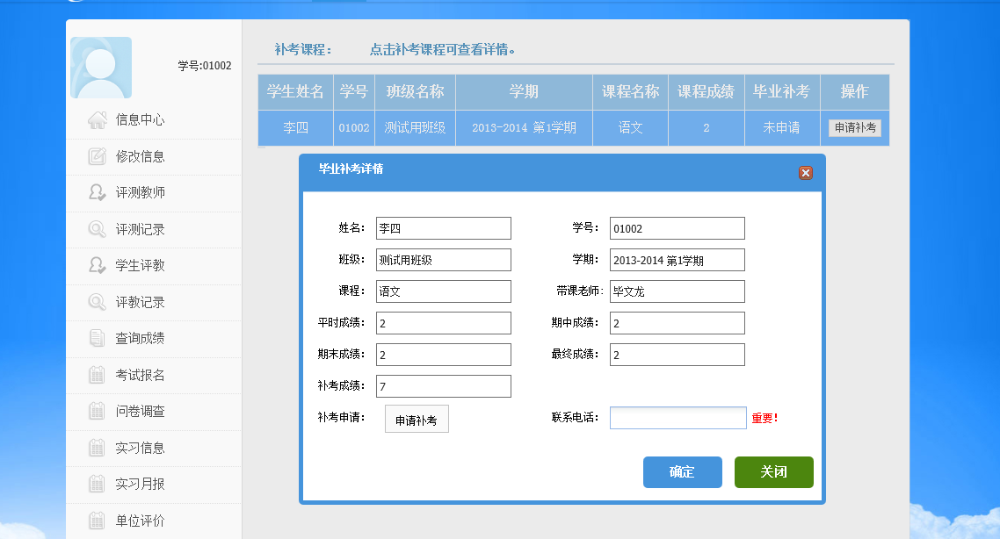 学号:01002
信息中心
修改信息
评测教师
评测记录
学生评教
评教记录
查询成绩
考试报名
问卷调查
实习信息
实习月报
单位评价
补考课程： 点击补考课程可查看详情。
学生姓名 学号 班级名称 学期 课程名称 课程成绩 毕业补考 操作
李四 01002 测试用班级 2013-2014 第1学期 语文 2 未申请 申请补考
毕业补考详情
姓名： 李四 学号： 01002
班级： 测试用班级 学期： 2013-2014 第1学期
课程： 语文 带课老师： 毕文龙
平时成绩： 2 期中成绩： 2
期末成绩： 2 最终成绩： 2
补考成绩： 7
补考申请： 申请补考 联系电话： 重要！
确定 关闭